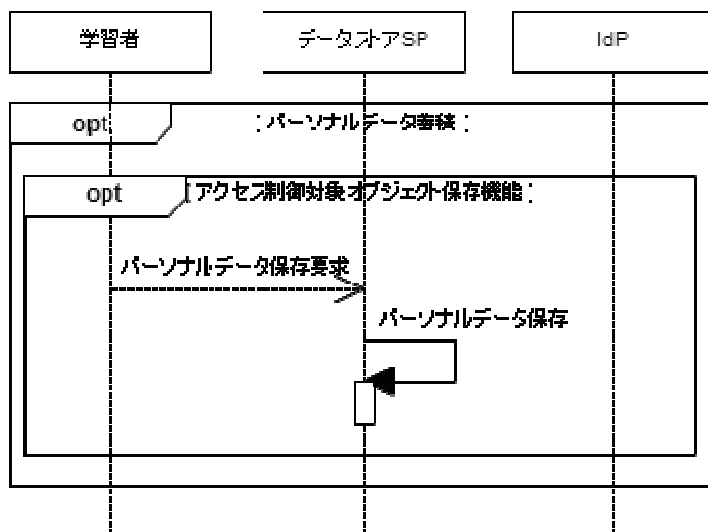 学習者
データストアSP
IdP
opt
[パーソナルデータ蓄積]
opt
[アクセス制御対象オブジェクト保存機能]
パーソナルデータ保存要求
パーソナルデータ保存